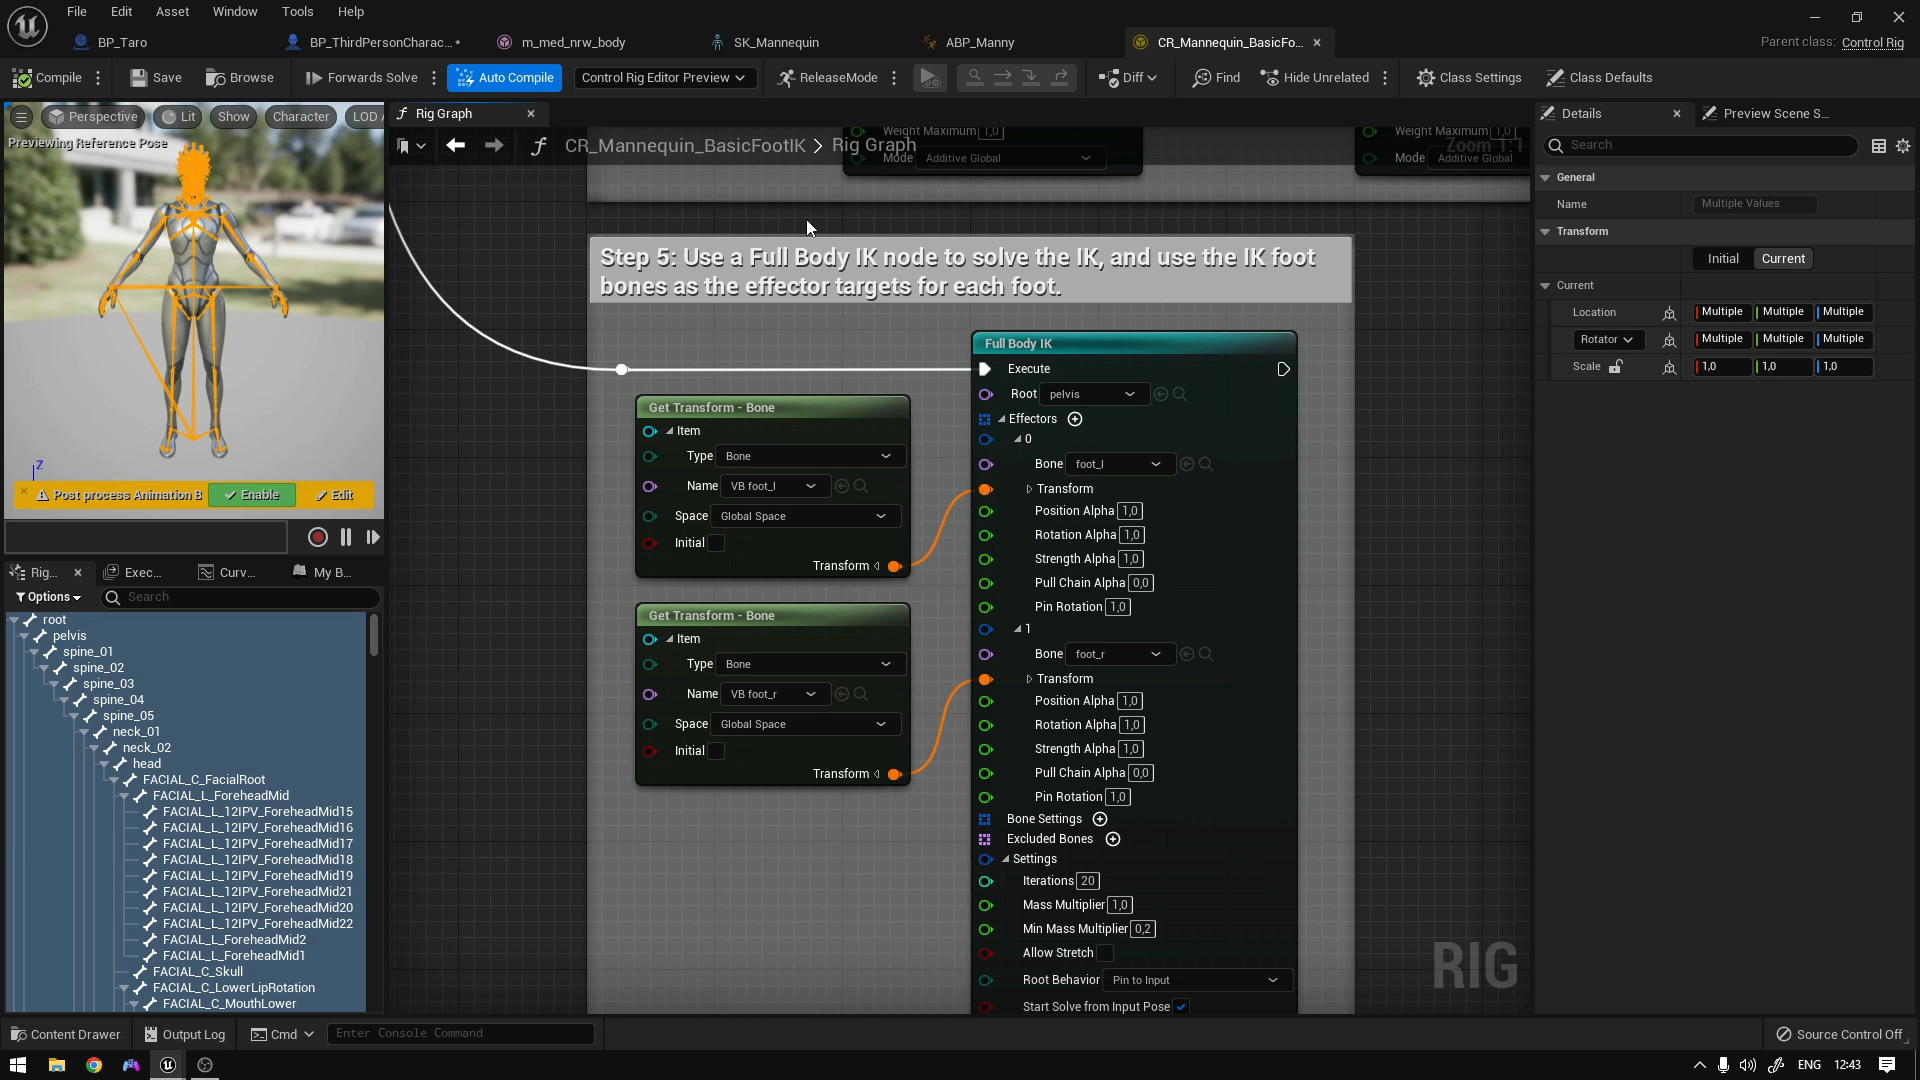 File Edit Asset Window Tools Help
BP_Taro
BP_ThirdPersonCharac... *
m_med_nrw_body
SK_Mannequin
ABP_Manny
CR_Mannequin_BasicFo...
Parent class: Control Rig
Compile
Save
Browse
Forwards Solve
Auto Compile
Control Rig Editor Preview
ReleaseMode
Diff
Find
Hide Unrelated
Class Settings
Class Defaults
Perspective
Lit
Show
Character
LOD A
Previewing Reference Pose
Z
Post process Animation B
Enable
Edit
Rig...
Exec...
Curv...
My B...
Options
Search
root
pelvis
spine_01
spine_02
spine_03
spine_04
spine_05
neck_01
neck_02
head
FACIAL_C_FacialRoot
FACIAL_L_ForeheadMid
FACIAL_L_12IPV_ForeheadMid15
FACIAL_L_12IPV_ForeheadMid16
FACIAL_L_12IPV_ForeheadMid17
FACIAL_L_12IPV_ForeheadMid18
FACIAL_L_12IPV_ForeheadMid19
FACIAL_L_12IPV_ForeheadMid21
FACIAL_L_12IPV_ForeheadMid20
FACIAL_L_12IPV_ForeheadMid22
FACIAL_L_ForeheadMid2
FACIAL_L_ForeheadMid1
FACIAL_C_Skull
FACIAL_C_LowerLipRotation
FACIAL_C_MouthLower
Rig Graph
CR_Mannequin_BasicFootIK > Rig Graph
Zoom 1:1
Weight Maximum 1,0
Mode Additive Global
Weight Maximum 1,0
Mode Additive Global
Step 5: Use a Full Body IK node to solve the IK, and use the IK foot
bones as the effector targets for each foot.
Get Transform - Bone
Item
Type Bone
Name VB foot_l
Space Global Space
Initial
Transform
Get Transform - Bone
Item
Type Bone
Name VB foot_r
Space Global Space
Initial
Transform
Full Body IK
Execute
Root pelvis
Effectors
0
Bone foot_l
Transform
Position Alpha 1,0
Rotation Alpha 1,0
Strength Alpha 1,0
Pull Chain Alpha 0,0
Pin Rotation 1,0
1
Bone foot_r
Transform
Position Alpha 1,0
Rotation Alpha 1,0
Strength Alpha 1,0
Pull Chain Alpha 0,0
Pin Rotation 1,0
Bone Settings
Excluded Bones
Settings
Iterations 20
Mass Multiplier 1,0
Min Mass Multiplier 0,2
Allow Stretch
Root Behavior Pin to Input
Start Solve from Input Pose
RIG
Details
Preview Scene S...
Search
General
Name Multiple Values
Transform
Initial Current
Current
Location Multiple Multiple Multiple
Rotator Multiple Multiple Multiple
Scale 1,0 1,0 1,0
Content Drawer
Output Log
Cmd
Enter Console Command
Source Control Off
ENG
12:43